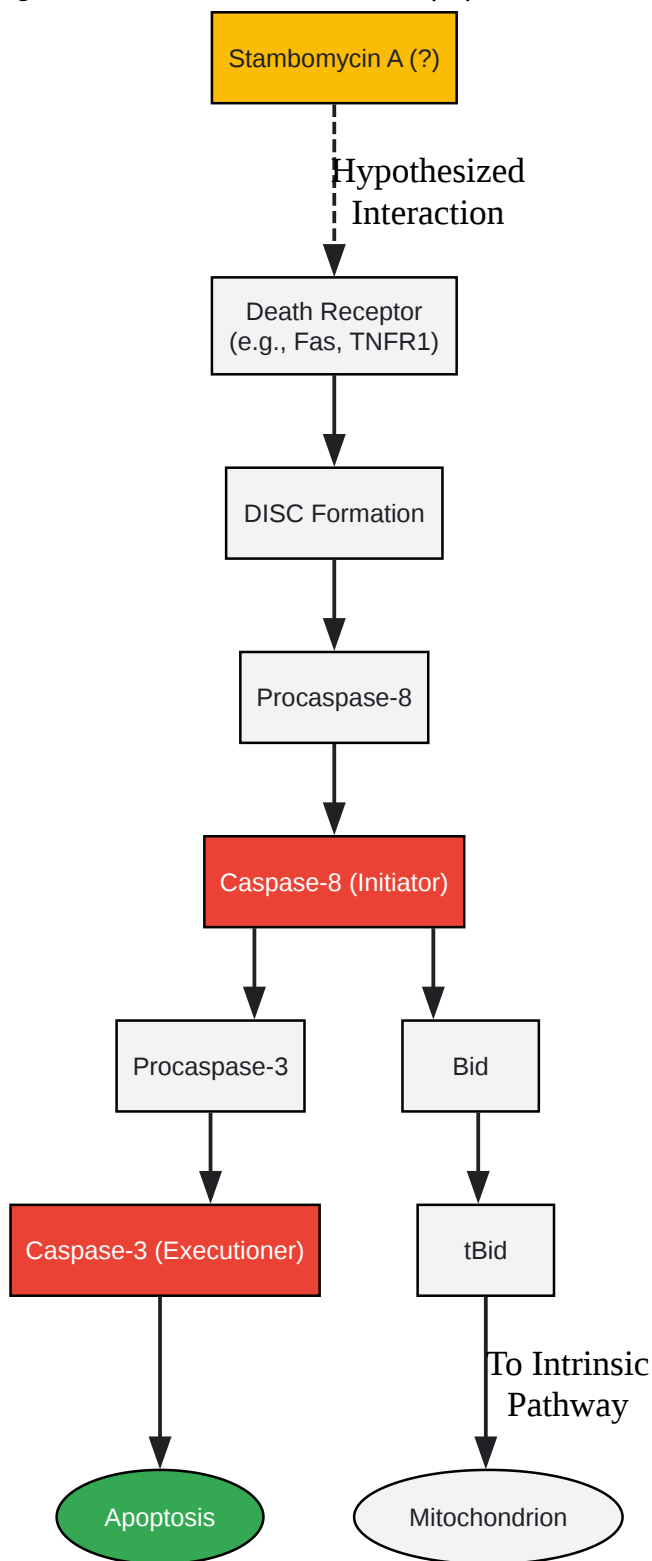 Stambomycin A (?)
Hypothesized
Interaction
Death Receptor
(e.g., Fas, TNFR1)
DISC Formation
Procaspase-8
Caspase-8 (Initiator)
Procaspase-3
Bid
Caspase-3 (Executioner)
tBid
To Intrinsic
Pathway
Apoptosis
Mitochondrion